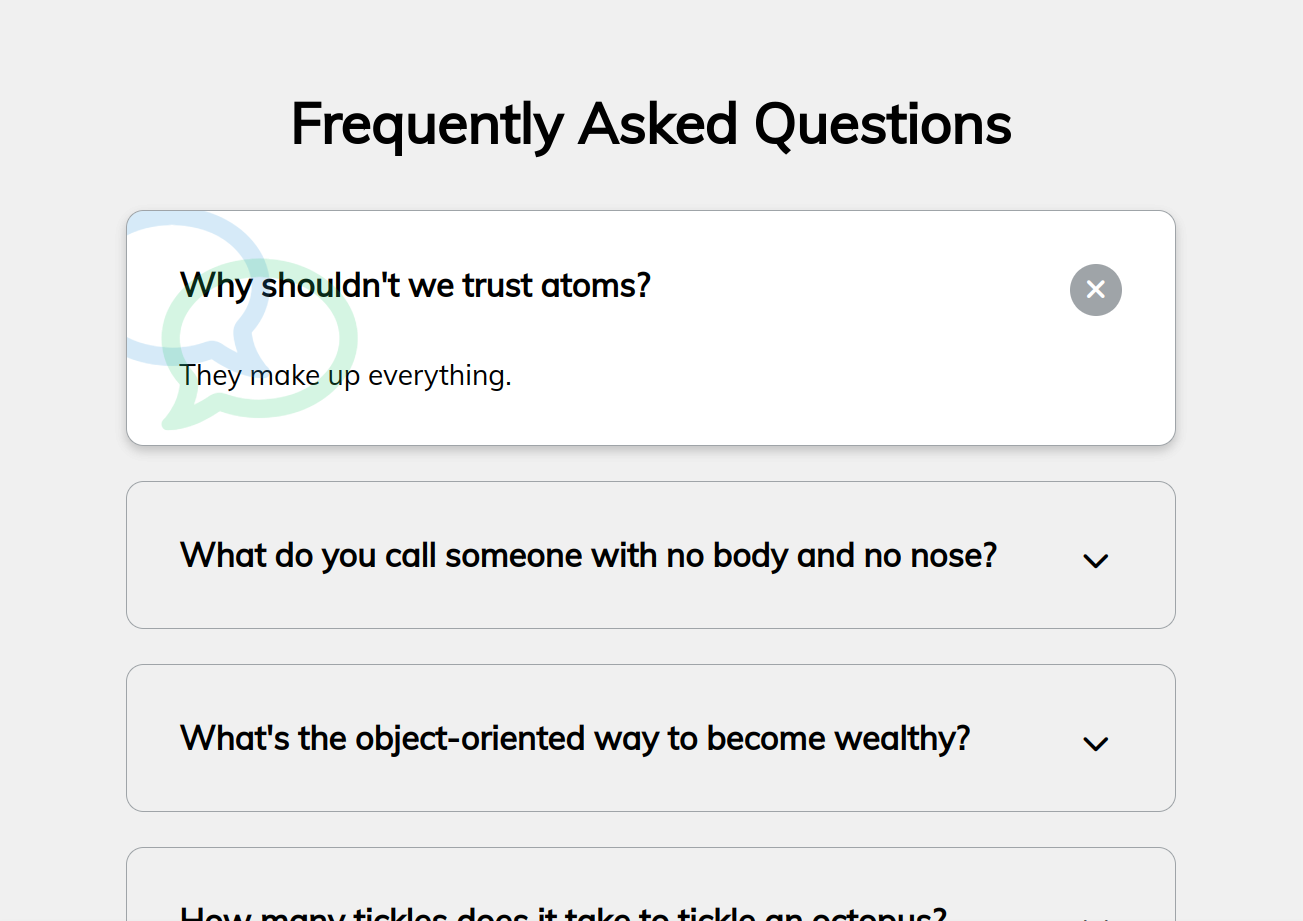 Frequently Asked Questions
Why shouldn't we trust atoms?
They make up everything.
What do you call someone with no body and no nose?
What's the object-oriented way to become wealthy?
How many tickles does it take to tickle an octopus?